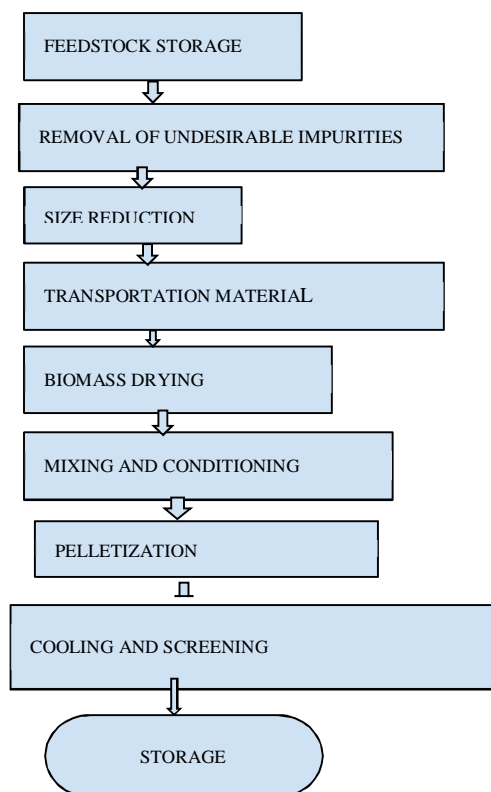 FEEDSTOCK STORAGE
REMOVAL OF UNDESIRABLE IMPURITIES
SIZE REDUCTION
TRANSPORTATION MATERIAL
BIOMASS DRYING
MIXING AND CONDITIONING
PELLETIZATION
COOLING AND SCREENING
STORAGE